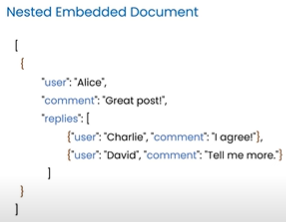 Nested Embedded Document
[
{
"user": "Alice",
"comment": "Great post!",
"replies": [
{"user": "Charlie", "comment": "I agree!"},
{"user": "David", "comment": "Tell me more."}
]
}
]